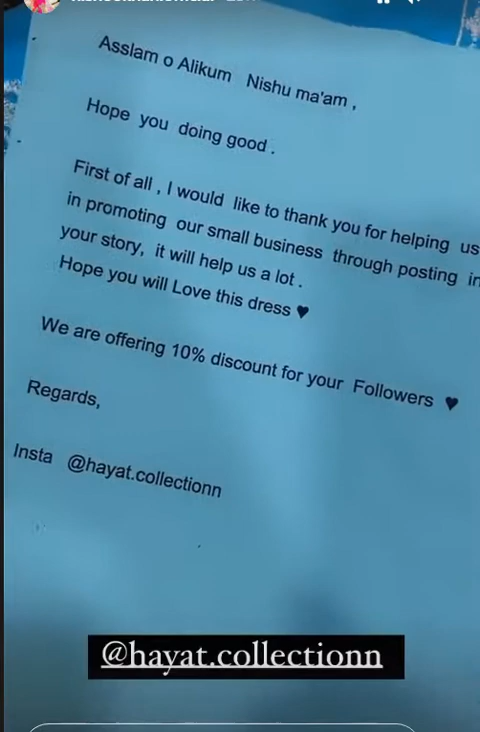 Asslam o Alikum Nishu ma'am ,
Hope you doing good .
First of all , I would like to thank you for helping us
in promoting our small business through posting in
your story, it will help us a lot .
Hope you will Love this dress ♥
We are offering 10% discount for your Followers ♥
Regards,
Insta @hayat.collectionn
@hayat.collectionn